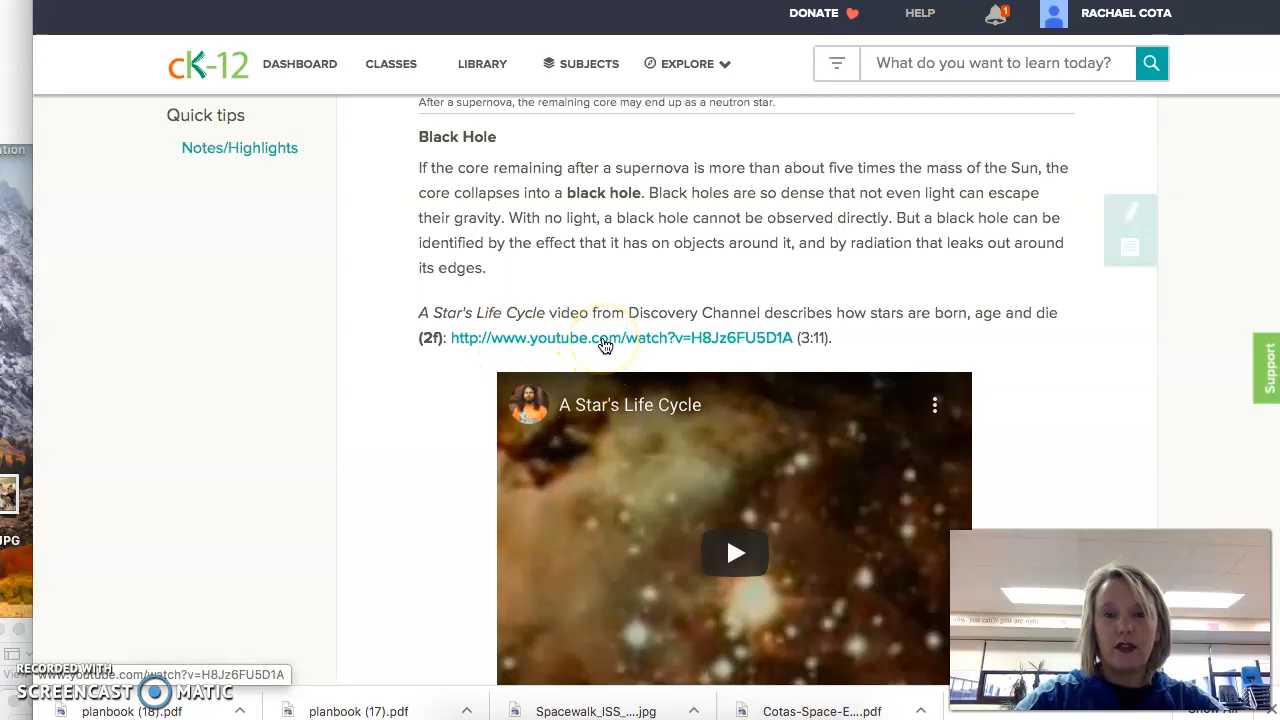 DONATE HELP 1 RACHAEL COTA
cK-12 DASHBOARD CLASSES LIBRARY SUBJECTS EXPLORE What do you want to learn today?
Quick tips
Notes/Highlights
After a supernova, the remaining core may end up as a neutron star.
Black Hole
If the core remaining after a supernova is more than about five times the mass of the Sun, the
core collapses into a black hole. Black holes are so dense that not even light can escape
their gravity. With no light, a black hole cannot be observed directly. But a black hole can be
identified by the effect that it has on objects around it, and by radiation that leaks out around
its edges.
A Star's Life Cycle video from Discovery Channel describes how stars are born, age and die
(2f): http://www.youtube.com/watch?v=H8Jz6FU5D1A (3:11).
A Star's Life Cycle
Support
JPG
RECORDED WITH
SCREENCAST MATIC
www.youtube.com/watch?v=H8Jz6FU5D1A
planbook (18).pdf planbook (17).pdf Spacewalk_ISS_....jpg Cotas-Spce-E....pdf